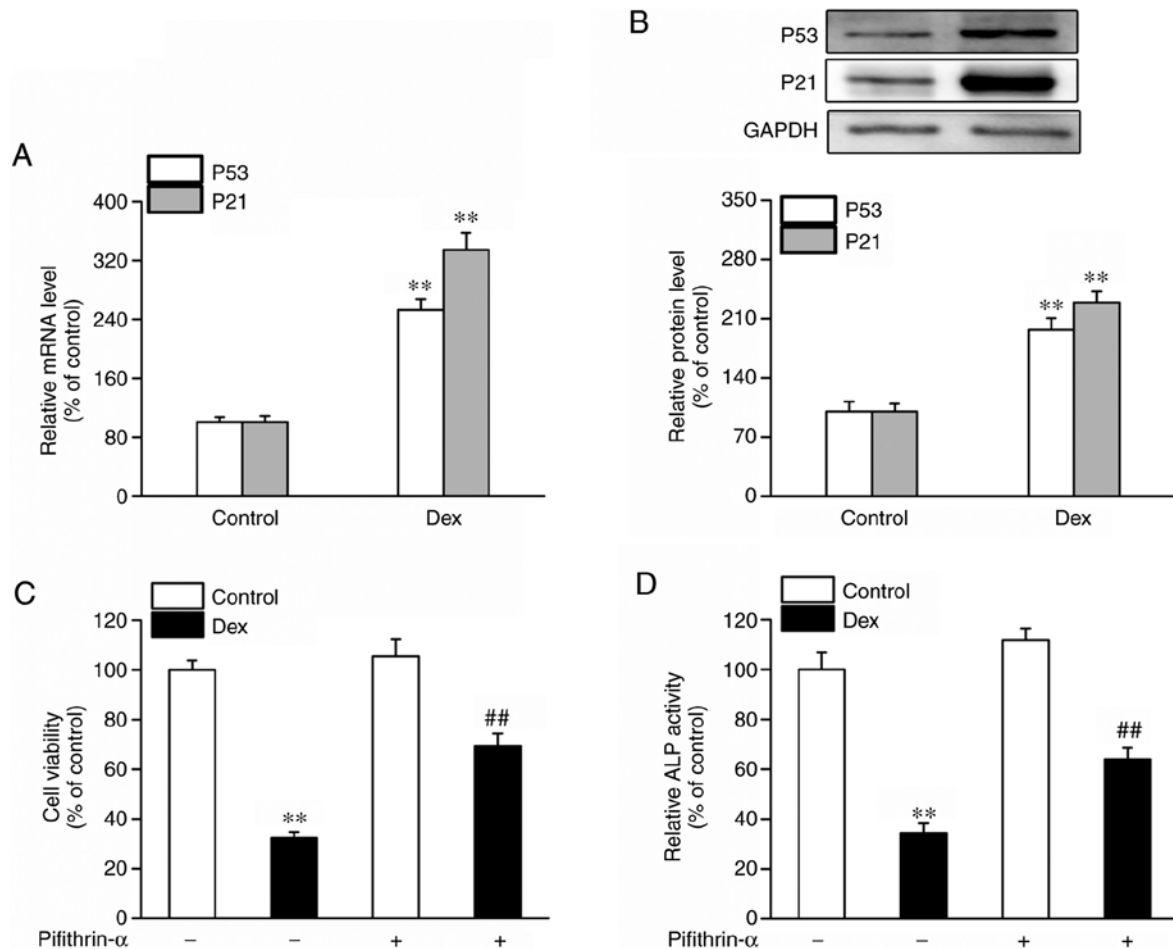 A
P53
P21
Relative mRNA level
(% of control)
400
320
240
160
80
0
**
**
Control
Dex
B
P53
P21
GAPDH
P53
P21
Relative protein level
(% of control)
350
280
210
140
70
0
**
**
Control
Dex
C
Control
Dex
Cell viability
(% of control)
120
100
80
60
40
20
0
**
##
Pifithrin-α − − + +
D
Control
Dex
Relative ALP activity
(% of control)
120
100
80
60
40
20
0
**
##
Pifithrin-α − − + +